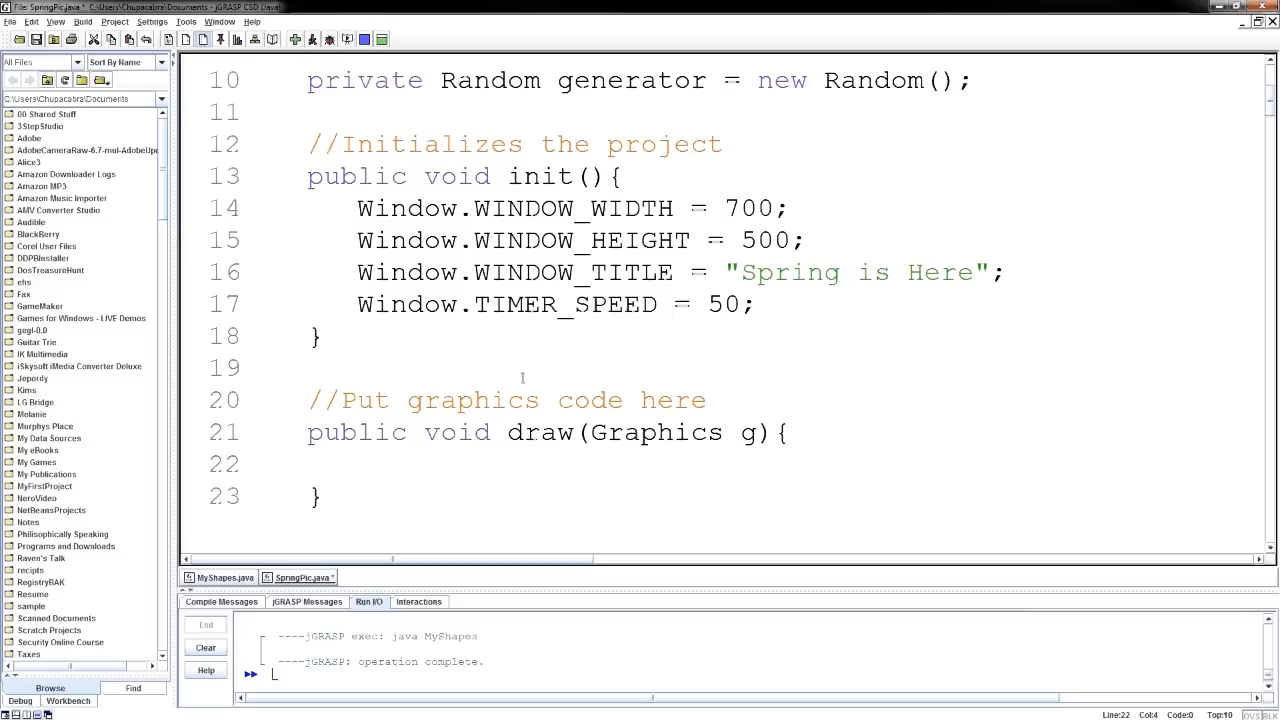 File: SpringPic.java * C:\Users\Chupacabra\Documents - jGRASP CSD (Java)
File Edit View Build Project Settings Tools Window Help
All Files Sort By Name
C:\Users\Chupacabra\Documents
00 Shared Stuff
3StepStudio
Adobe
AdobeCameraRaw-6.7-mul-AdobeUpd
Alice3
Amazon Downloader Logs
Amazon MP3
Amazon Music Importer
AMV Converter Studio
Audible
BlackBerry
Corel User Files
DDPBInstaller
DosTreasureHunt
ehs
Fax
GameMaker
Games for Windows - LIVE Demos
gegl-0.0
Guitar Trie
IK Multimedia
iSkysoft iMedia Converter Deluxe
Jepordy
Kims
LG Bridge
Melanie
Murphys Place
My Data Sources
My eBooks
My Games
My Publications
MyFirstProject
NeroVideo
NetBeansProjects
Notes
Philisophically Speaking
Programs and Downloads
Raven's Talk
recipts
RegistryBAK
Resume
sample
Scanned Documents
Scratch Projects
Security Online Course
Taxes
Browse Find
Debug Workbench
10 private Random generator = new Random();
11
12 //Initializes the project
13 public void init(){
14 Window.WINDOW_WIDTH = 700;
15 Window.WINDOW_HEIGHT = 500;
16 Window.WINDOW_TITLE = "Spring is Here";
17 Window.TIMER_SPEED = 50;
18 }
19
20 //Put graphics code here
21 public void draw(Graphics g){
22
23 }
MyShapes.java SpringPic.java *
Compile Messages jGRASP Messages Run I/O Interactions
End
Clear
Help
----jGRASP exec: java MyShapes
----jGRASP: operation complete.
Line:22 Col:4 Code:0 Top:10 OVS BLK